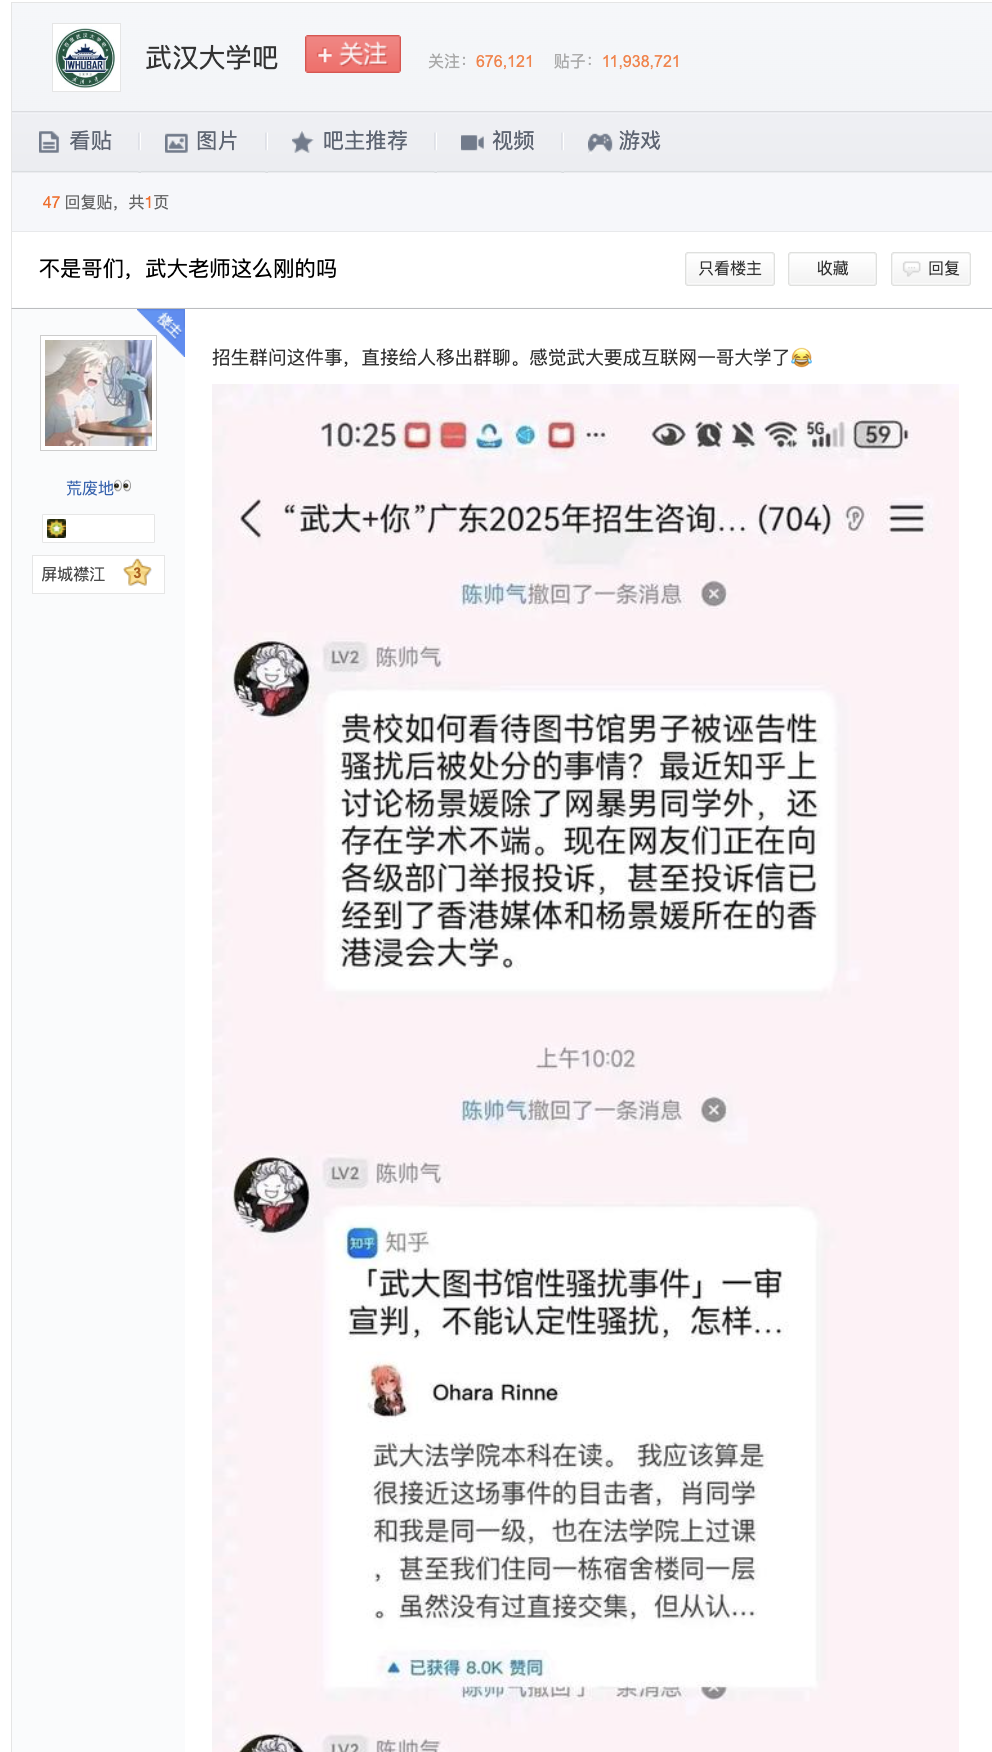 WHUBAR
武汉大学吧
+ 关注
关注：676,121 贴子：11,938,721
看贴 图片 吧主推荐 视频 游戏
47 回复贴，共1页
不是哥们，武大老师这么刚的吗
只看楼主 收藏 回复
楼主
招生群问这件事，直接给人移出群聊。感觉武大要成互联网一哥大学了😂
荒废地👀
屏城襟江 3
10:25 ··· 5G 59
“武大+你”广东2025年招生咨询... (704)
陈帅气撤回了一条消息
LV2 陈帅气
贵校如何看待图书馆男子被诬告性
骚扰后被处分的事情？最近知乎上
讨论杨景媛除了网暴男同学外，还
存在学术不端。现在网友们正在向
各级部门举报投诉，甚至投诉信已
经到了香港媒体和杨景媛所在的香
港浸会大学。
上午10:02
陈帅气撤回了一条消息
LV2 陈帅气
知乎 知乎
「武大图书馆性骚扰事件」一审
宣判，不能认定性骚扰，怎样...
Ohara Rinne
武大法学院本科在读。 我应该算是
很接近这场事件的目击者，肖同学
和我是同一级，也在法学院上过课
，甚至我们住同一栋宿舍楼同一层
。虽然没有过直接交集，但从认...
▲ 已获得 8.0K 赞同
陈帅气撤回了一条消息
LV2 陈帅气